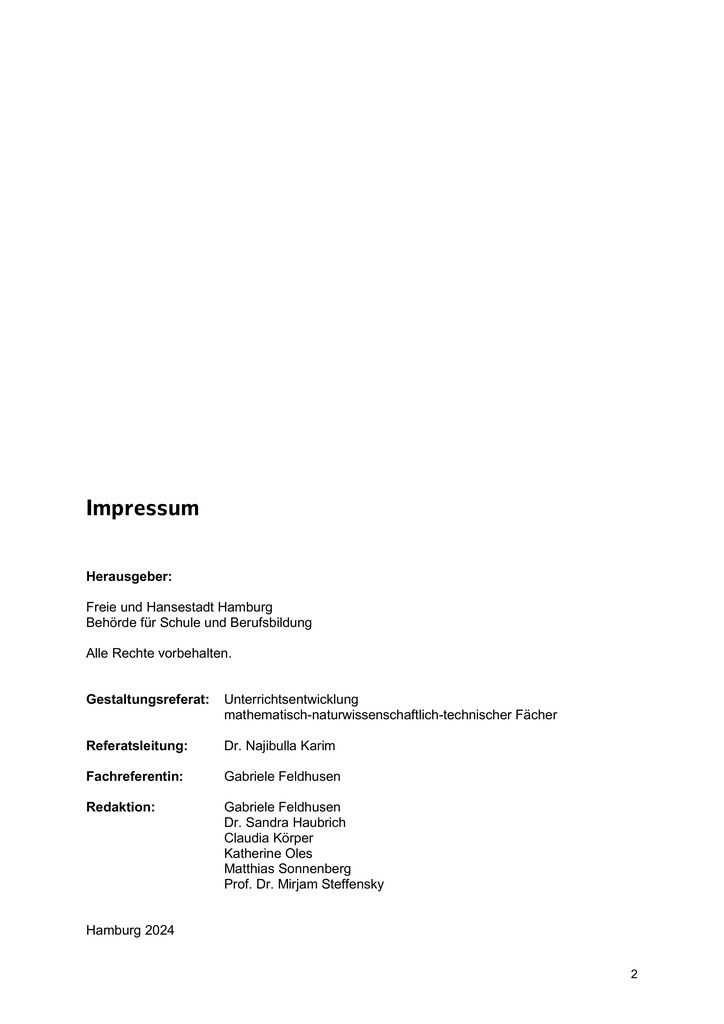 Impressum
Herausgeber:
Freie und Hansestadt Hamburg
Behörde für Schule und Berufsbildung
Alle Rechte vorbehalten.
Gestaltungsreferat: Unterrichtsentwicklung
mathematisch-naturwissenschaftlich-technischer Fächer
Referatsleitung: Dr. Najibulla Karim
Fachreferentin: Gabriele Feldhusen
Redaktion: Gabriele Feldhusen
Dr. Sandra Haubrich
Claudia Körper
Katherine Oles
Matthias Sonnenberg
Prof. Dr. Mirjam Steffensky
Hamburg 2024
2